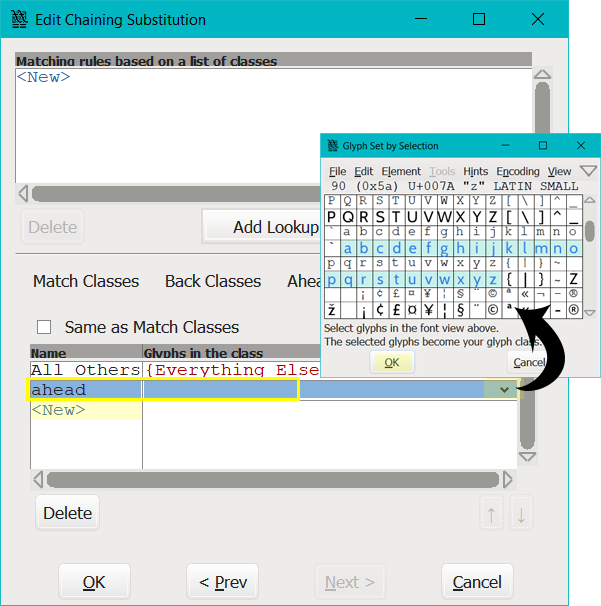 Edit Chaining Substitution
Matching rules based on a list of classes
<New>
Delete
Add Lookup
Match Classes Back Classes Ahea
Same as Match Classes
Name Glyphs in the class
All Others {Everything Else
ahead
<New>
Delete
OK < Prev Next > Cancel
Glyph Set by Selection
File Edit Element Tools Hints Encoding View
90 (0x5a) U+007A "z" LATIN SMALL
P Q R S T U V W X Y Z [ \ ] ^ _
P Q R S T U V W X Y Z [ \ ] ^ _
` a b c d e f g h i j k l m n o
` a b c d e f g h i j k l m n o
p q r s t u v w x y z { | } ~
p q r s t u v w x y z { | } ~ Ž
¡ ¢ £ ¤ ¥ ¦ § ¨ © ª « ¬ - ®
ž ¡ ¢ £ ¤ ¥ ¦ § ¨ © ª « - ®
Select glyphs in the font view above.
The selected glyphs become your glyph class.
OK Cancel